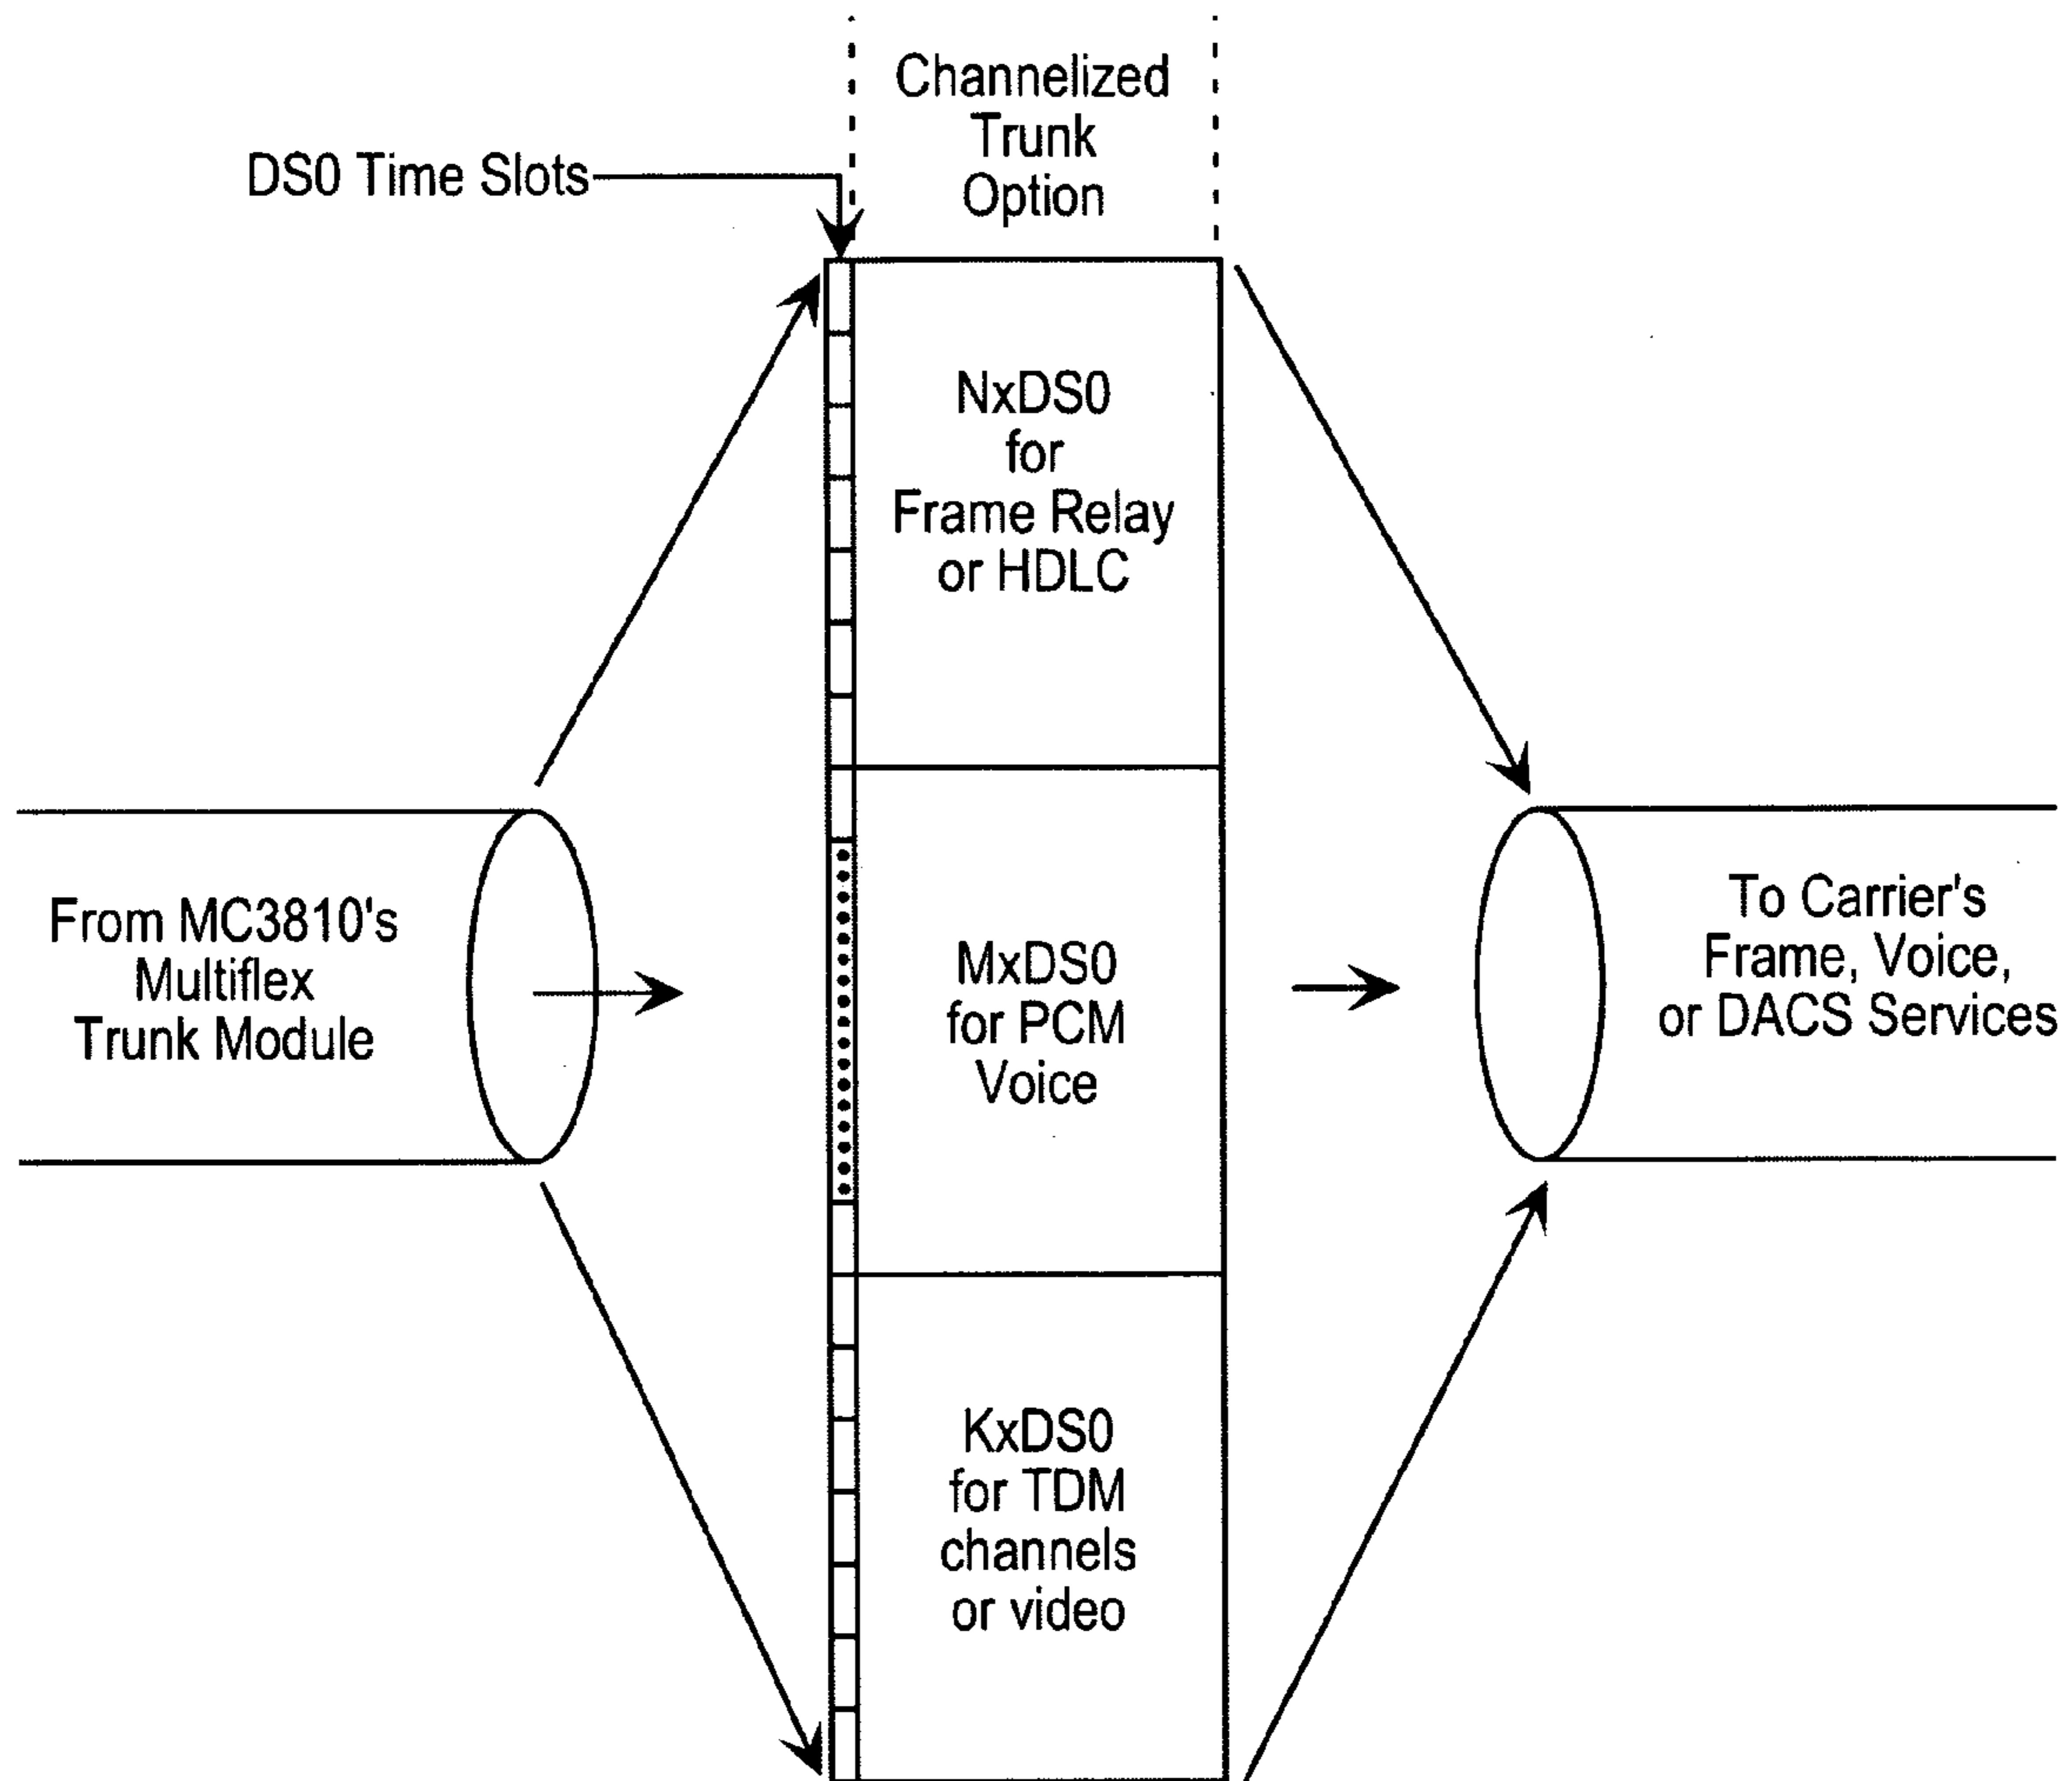 Channelized
Trunk
Option
DS0 Time Slots
NxDS0
for
Frame Relay
or HDLC
From MC3810's
Multiflex
Trunk Module
MxDS0
for PCM
Voice
To Carrier's
Frame, Voice,
or DACS Services
KxDS0
for TDM
channels
or video